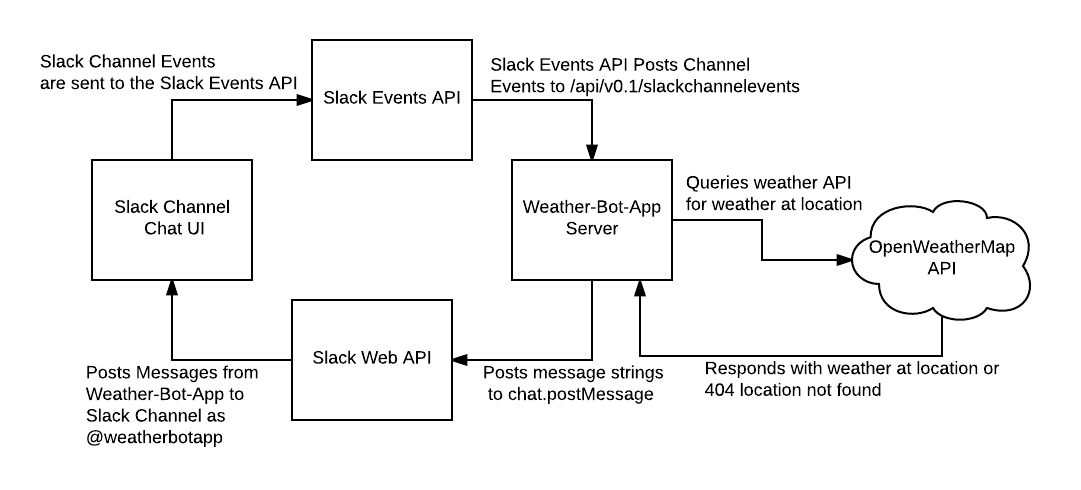 Slack Channel Events
are sent to the Slack Events API
Slack Events API
Slack Events API Posts Channel
Events to /api/v0.1/slackchannelevents
Slack Channel
Chat UI
Weather-Bot-App
Server
Queries weather API
for weather at location
OpenWeatherMap
API
Slack Web API
Posts Messages from
Weather-Bot-App to
Slack Channel as
@weatherbotapp
Posts message strings
to chat.postMessage
Responds with weather at location or
404 location not found